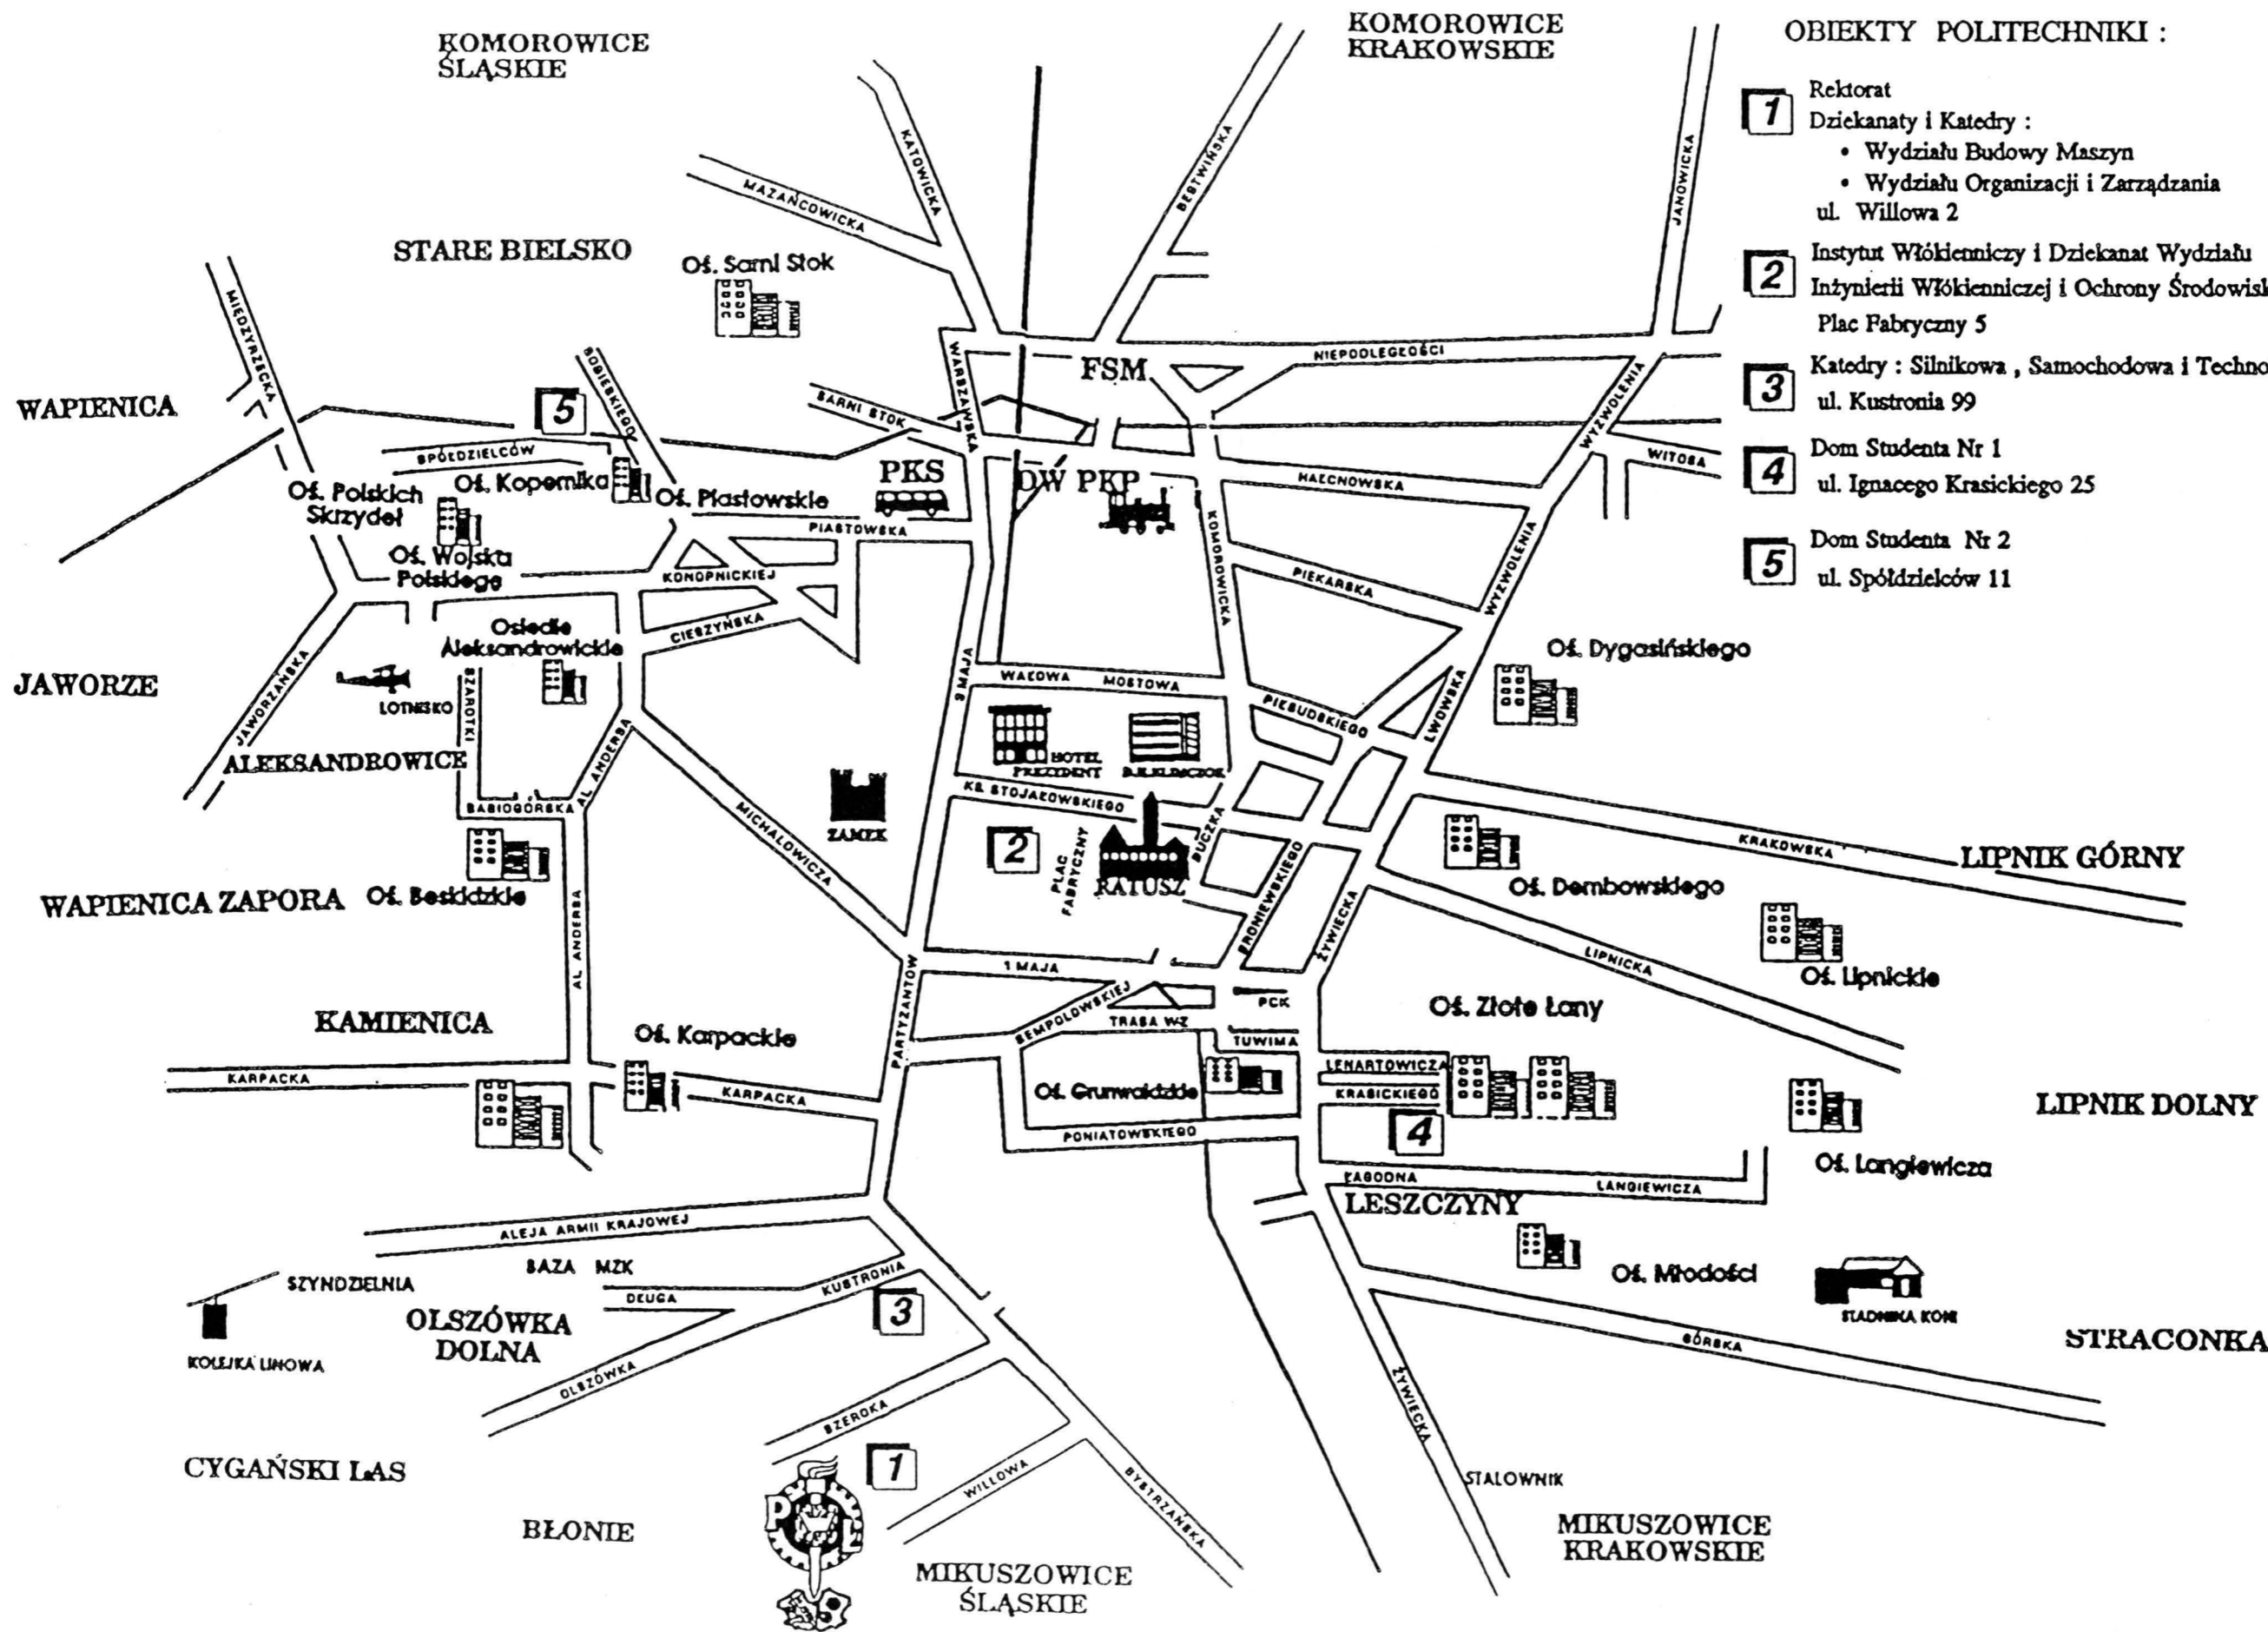 KOMOROWICE
ŚLĄSKIE
KOMOROWICE
KRAKOWSKIE
OBIEKTY POLITECHNIKI :
1
Rektorat
Dziekanaty i Katedry :
• Wydziału Budowy Maszyn
• Wydziału Organizacji i Zarządzania
ul. Willowa 2
2
Instytut Włókienniczy i Dziekanat Wydziału
Inżynierii Włókienniczej i Ochrony Środowisk
Plac Fabryczny 5
3
Katedry : Silnikowa , Samochodowa i Techno
ul. Kustronia 99
4
Dom Studenta Nr 1
ul. Ignacego Krasickiego 25
5
Dom Studenta Nr 2
ul. Spółdzielców 11
KATOWICKA
BESTWIŃSKA
JANOWICKA
MAZAŃCOWICKA
STARE BIELSKO
Oś. Sarni Stok
MIĘDZYRZECKA
SOBIESKIEGO
WARSZAWSKA
FSM
NIEPODLEGŁOŚCI
WAPIENICA
5
SARNI STOK
WYZWOLENIA
WITOSA
SPÓŁDZIELCÓW
Oś. Polskich
Skrzydeł
Oś. Kopernika
Oś. Piastowskie
PKS
DW PKP
HAŁCNOWSKA
PIASTOWSKA
KOMOROWICKA
WYZWOLENIA
Oś. Wojska
Polskiego
KONOPNICKIEJ
PIEKARSKA
CIESZYŃSKA
Osiedle
Aleksandrowickie
Oś. Dygasińskiego
JAWORZE
JAWORZAŃSKA
LOTNISKO
SZAROTKI
3 MAJA
WAŁOWA
MOSTOWA
PIŁSUDSKIEGO
LWOWSKA
ALEKSANDROWICE
AL ANDERSA
HOTEL
PREZYDENT
D.H. KLIMCZOK
BABIOGÓRSKA
MICHAŁOWICZA
ZAMEK
KS. STOJAŁOWSKIEGO
2
PLAC
FABRYCZNY
RATUSZ
BUCZKA
BRONIEWSKIEGO
KRAKOWSKA
LIPNIK GÓRNY
Oś. Dembowskiego
WAPIENICA ZAPORA
Oś. Beskidzkie
AL ANDERSA
ŻYWIECKA
LIPNICKA
Oś. Lipnickie
1 MAJA
PARTYZANTÓW
SEMPOŁOWSKIEJ
PCK
TRASA WZ
Oś. Złote Łany
KAMIENICA
Oś. Karpackie
TUWIMA
LENARTOWICZA
KRASICKIEGO
KARPACKA
KARPACKA
Oś. Grunwaldzkie
PONIATOWSKIEGO
4
LIPNIK DOLNY
Oś. Langiewicza
ŁAGODNA
LANGIEWICZA
LESZCZYNY
ALEJA ARMII KRAJOWEJ
BAZA MZK
SZYNDZIELNIA
DŁUGA
KUSTRONIA
3
Oś. Młodości
STADNINA KONI
OLSZÓWKA
DOLNA
KOLEJKA LINOWA
OLSZÓWKA
GÓRSKA
STRACONKA
SZEROKA
ŻYWIECKA
CYGAŃSKI LAS
1
WILLOWA
BYSTRZAŃSKA
STALOWNIK
BŁONIE
P Ł
MIKUSZOWICE
ŚLĄSKIE
MIKUSZOWICE
KRAKOWSKIE